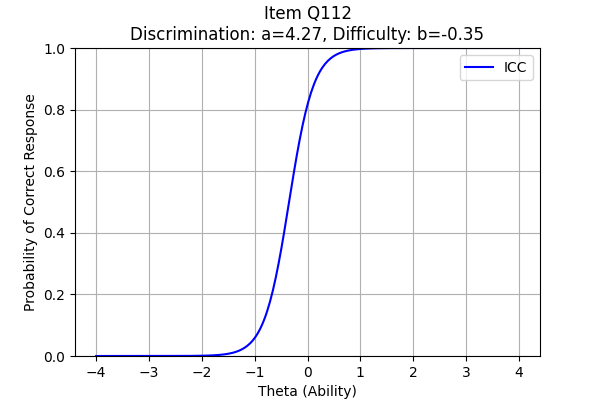 Item Q112
Discrimination: a=4.27, Difficulty: b=-0.35
ICC
Probability of Correct Response
1.0
0.8
0.6
0.4
0.2
0.0
−4 −3 −2 −1 0 1 2 3 4
Theta (Ability)